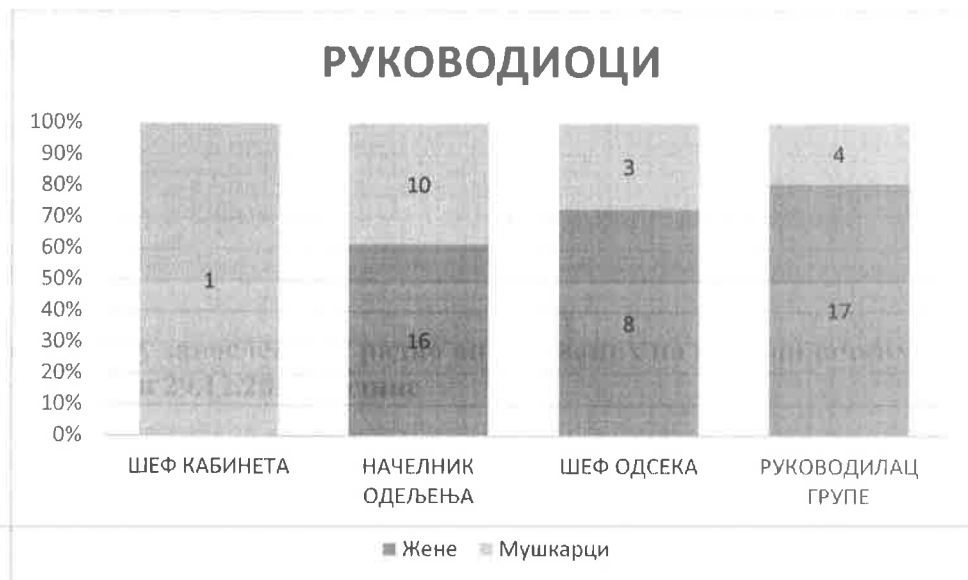 РУКОВОДИОЦИ
100%
90%
80%
70%
60%
50%
40%
30%
20%
10%
0%
1
10
16
3
8
4
17
ШЕФ КАБИНЕТА
НАЧЕЛНИК
ОДЕЉЕЊА
ШЕФ ОДСЕКА
РУКОВОДИЛАЦ
ГРУПЕ
Жене
Мушкарци